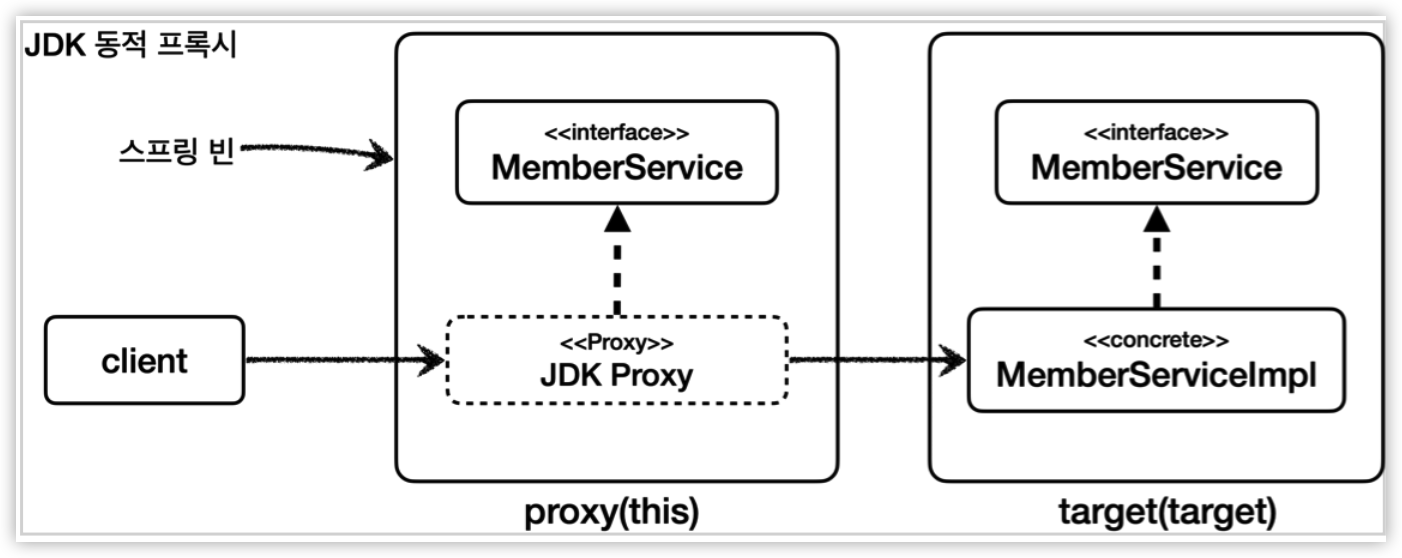 JDK 동적 프록시
스프링 빈
client
<<interface>>
MemberService
<<Proxy>>
JDK Proxy
proxy(this)
<<interface>>
MemberService
<<concrete>>
MemberServiceImpl
target(target)